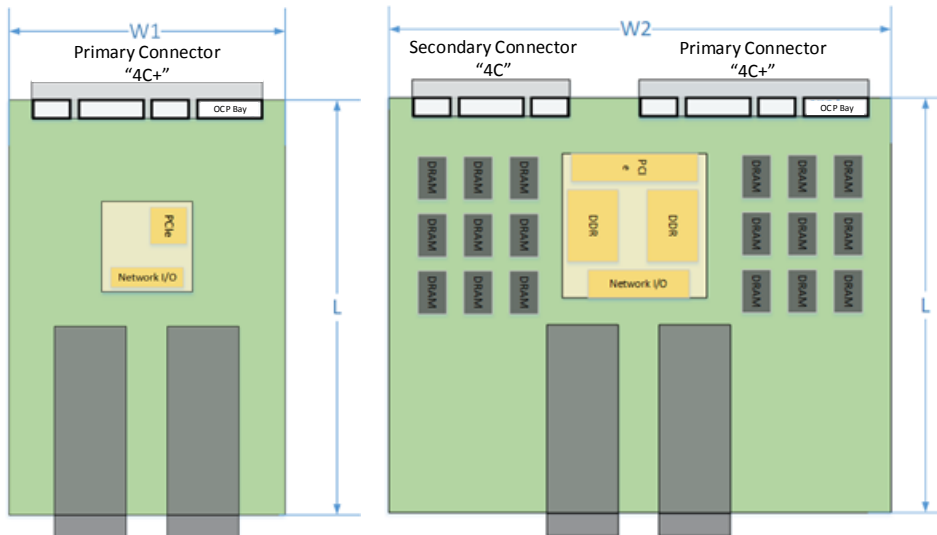 W1
Primary Connector
“4C+”
OCP Bay
PCIe
Network I/O
L
W2
Secondary Connector
“4C”
Primary Connector
“4C+”
OCP Bay
DRAM DRAM DRAM
DRAM DRAM DRAM
DRAM DRAM DRAM
PCI
e
DDR DDR
Network I/O
DRAM DRAM DRAM
DRAM DRAM DRAM
DRAM DRAM DRAM
L